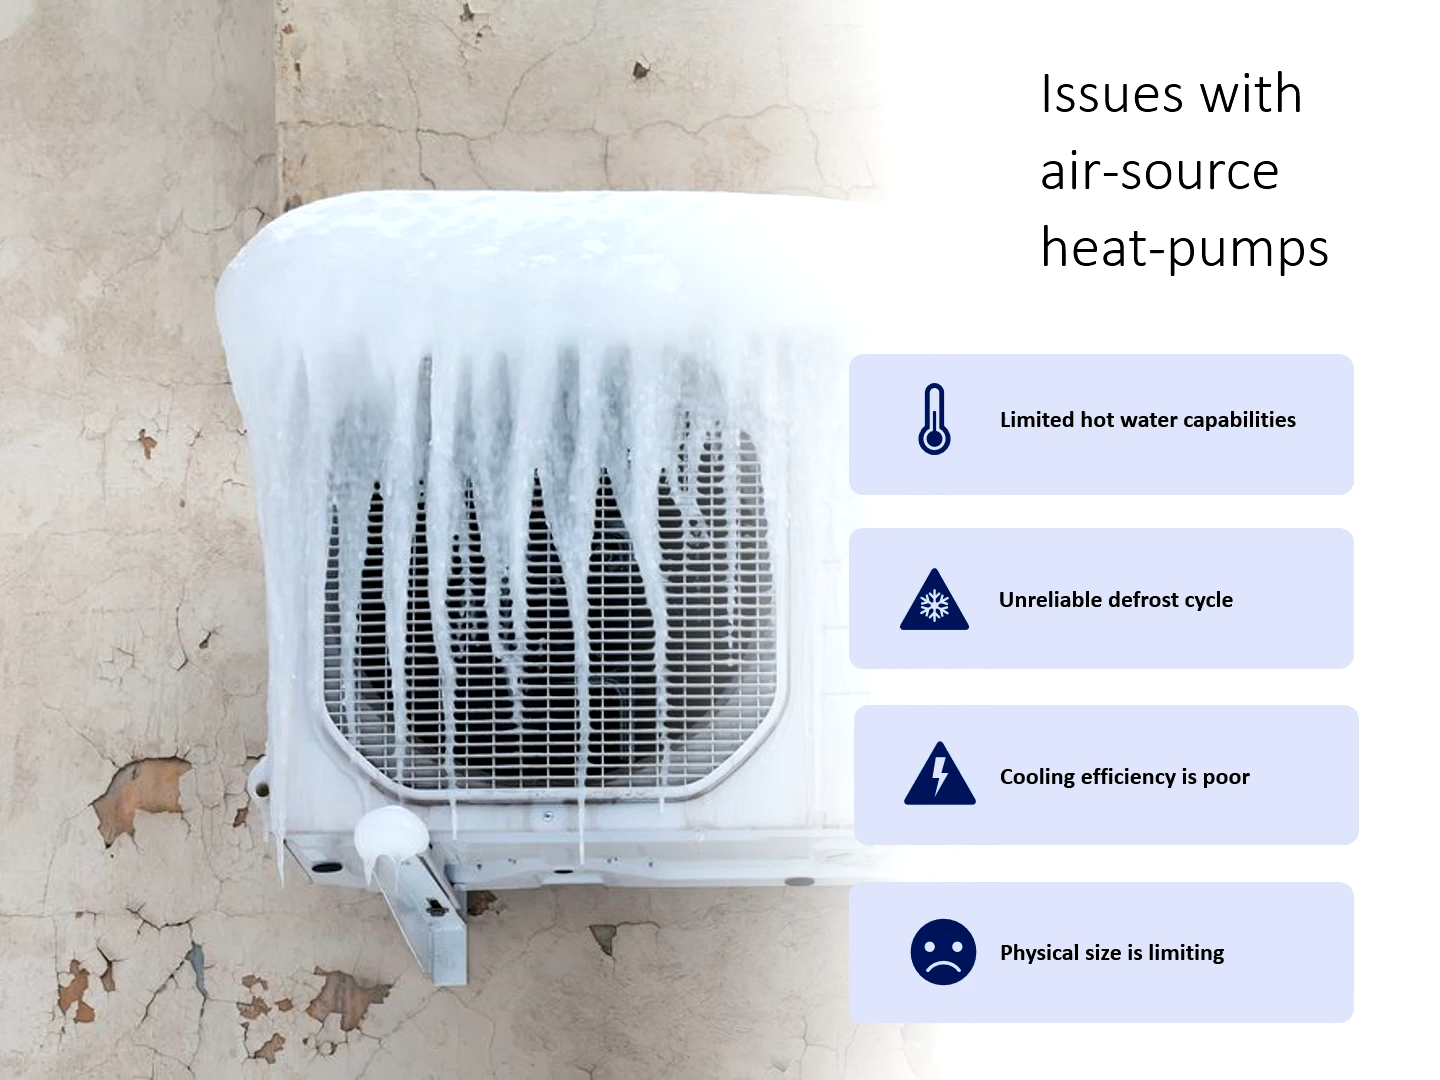 Issues with
air-source
heat-pumps
Limited hot water capabilities
Unreliable defrost cycle
Cooling efficiency is poor
Physical size is limiting